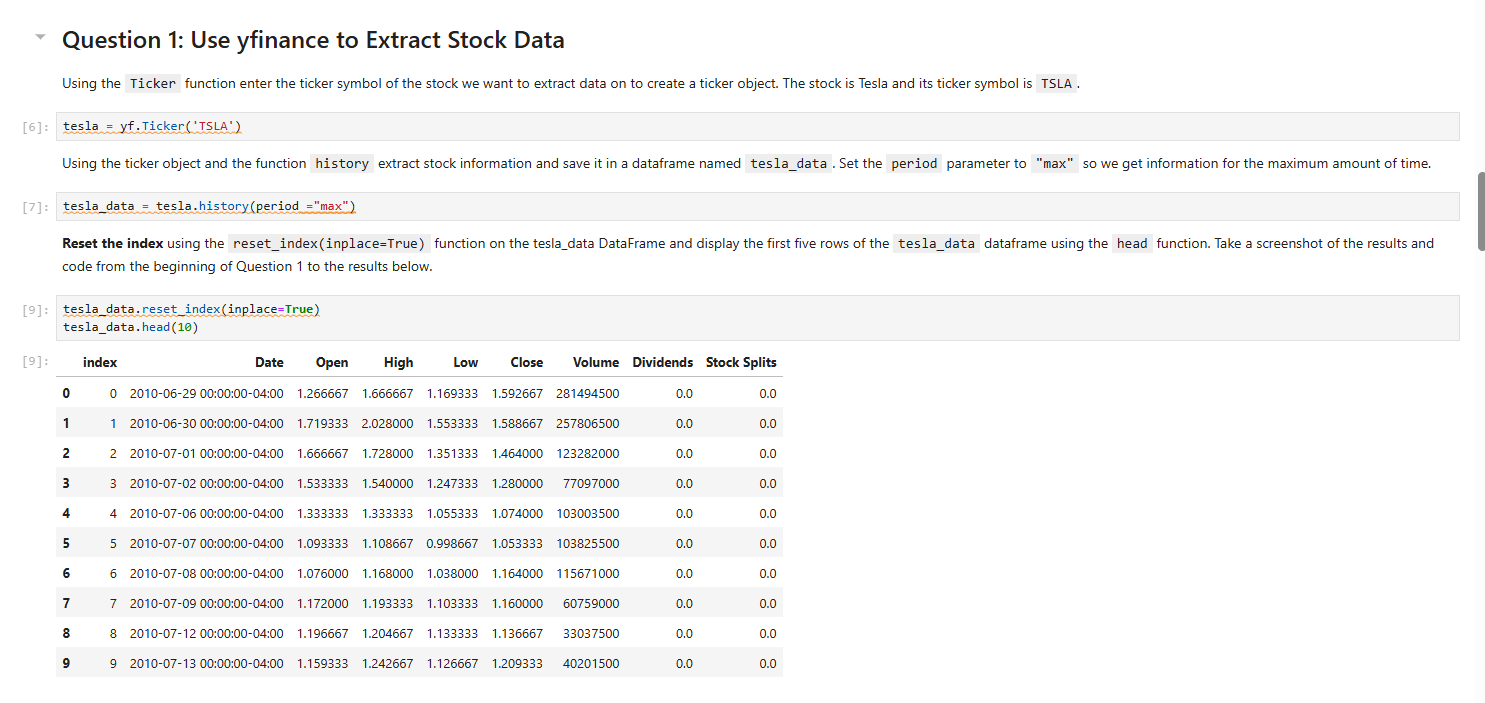 Question 1: Use yfinance to Extract Stock Data
Using the Ticker function enter the ticker symbol of the stock we want to extract data on to create a ticker object. The stock is Tesla and its ticker symbol is TSLA .
[6]: tesla = yf.Ticker('TSLA')
Using the ticker object and the function history extract stock information and save it in a dataframe named tesla_data . Set the period parameter to "max" so we get information for the maximum amount of time.
[7]: tesla_data = tesla.history(period ="max")
Reset the index using the reset_index(inplace=True) function on the tesla_data DataFrame and display the first five rows of the tesla_data dataframe using the head function. Take a screenshot of the results and
code from the beginning of Question 1 to the results below.
[9]: tesla_data.reset_index(inplace=True)
tesla_data.head(10)
[9]: index Date Open High Low Close Volume Dividends Stock Splits
0 0 2010-06-29 00:00:00-04:00 1.266667 1.666667 1.169333 1.592667 281494500 0.0 0.0
1 1 2010-06-30 00:00:00-04:00 1.719333 2.028000 1.553333 1.588667 257806500 0.0 0.0
2 2 2010-07-01 00:00:00-04:00 1.666667 1.728000 1.351333 1.464000 123282000 0.0 0.0
3 3 2010-07-02 00:00:00-04:00 1.533333 1.540000 1.247333 1.280000 77097000 0.0 0.0
4 4 2010-07-06 00:00:00-04:00 1.333333 1.333333 1.055333 1.074000 103003500 0.0 0.0
5 5 2010-07-07 00:00:00-04:00 1.093333 1.108667 0.998667 1.053333 103825500 0.0 0.0
6 6 2010-07-08 00:00:00-04:00 1.076000 1.168000 1.038000 1.164000 115671000 0.0 0.0
7 7 2010-07-09 00:00:00-04:00 1.172000 1.193333 1.103333 1.160000 60759000 0.0 0.0
8 8 2010-07-12 00:00:00-04:00 1.196667 1.204667 1.133333 1.136667 33037500 0.0 0.0
9 9 2010-07-13 00:00:00-04:00 1.159333 1.242667 1.126667 1.209333 40201500 0.0 0.0